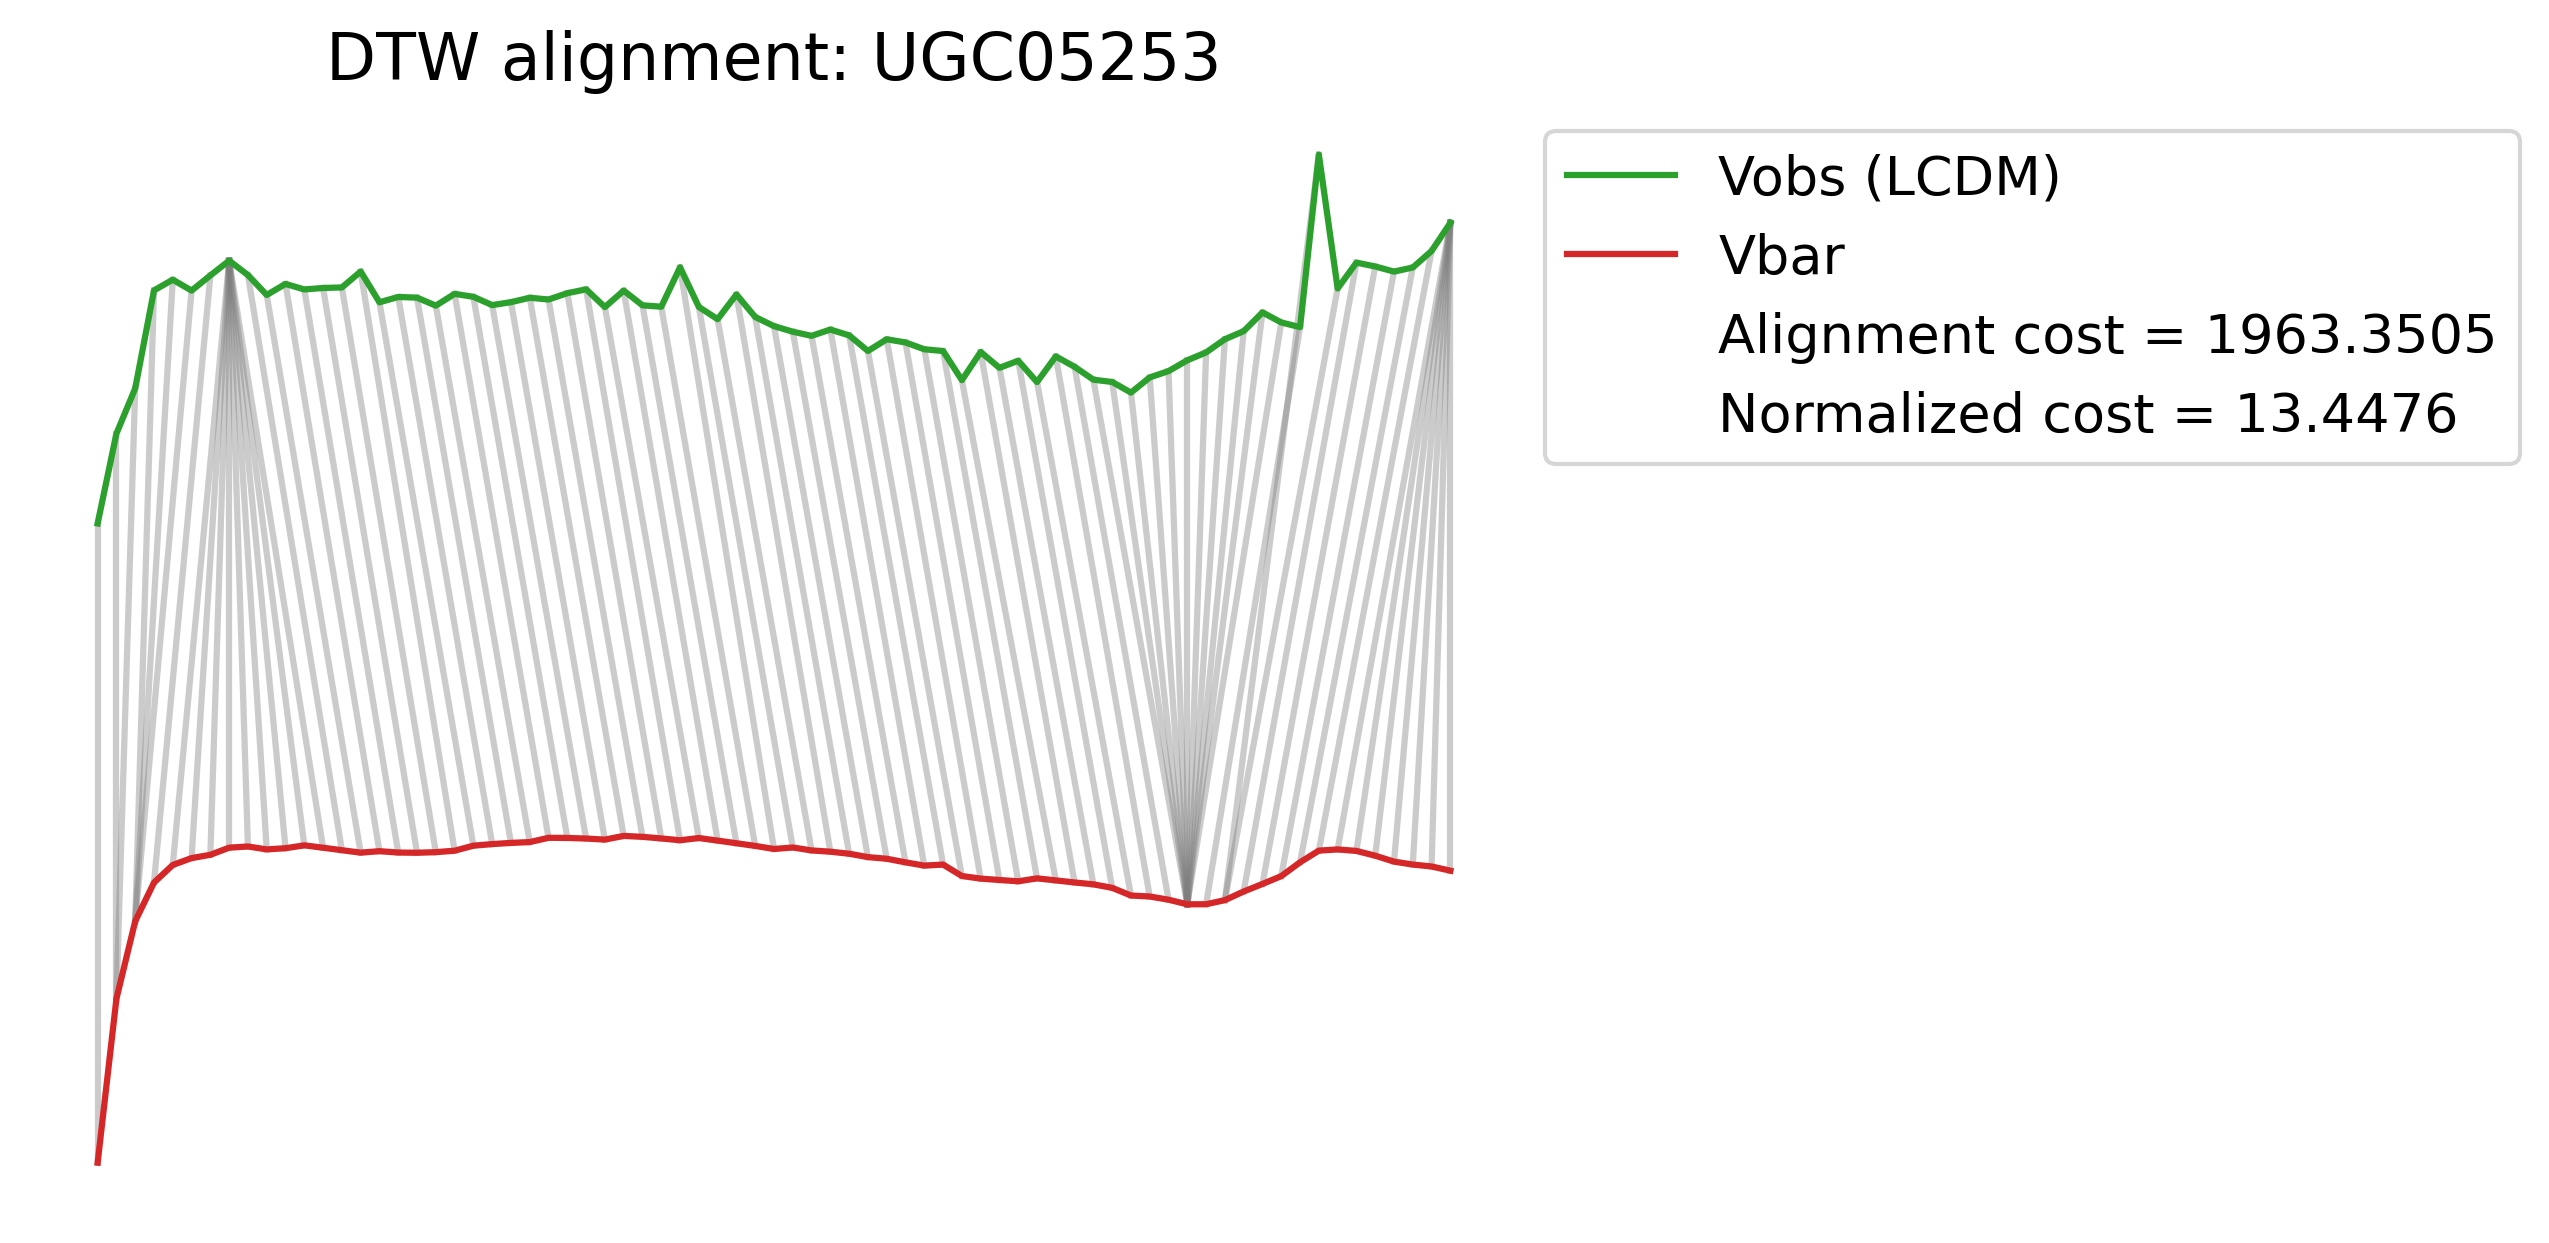 DTW alignment: UGC05253
Vobs (LCDM)
Vbar
Alignment cost = 1963.3505
Normalized cost = 13.4476